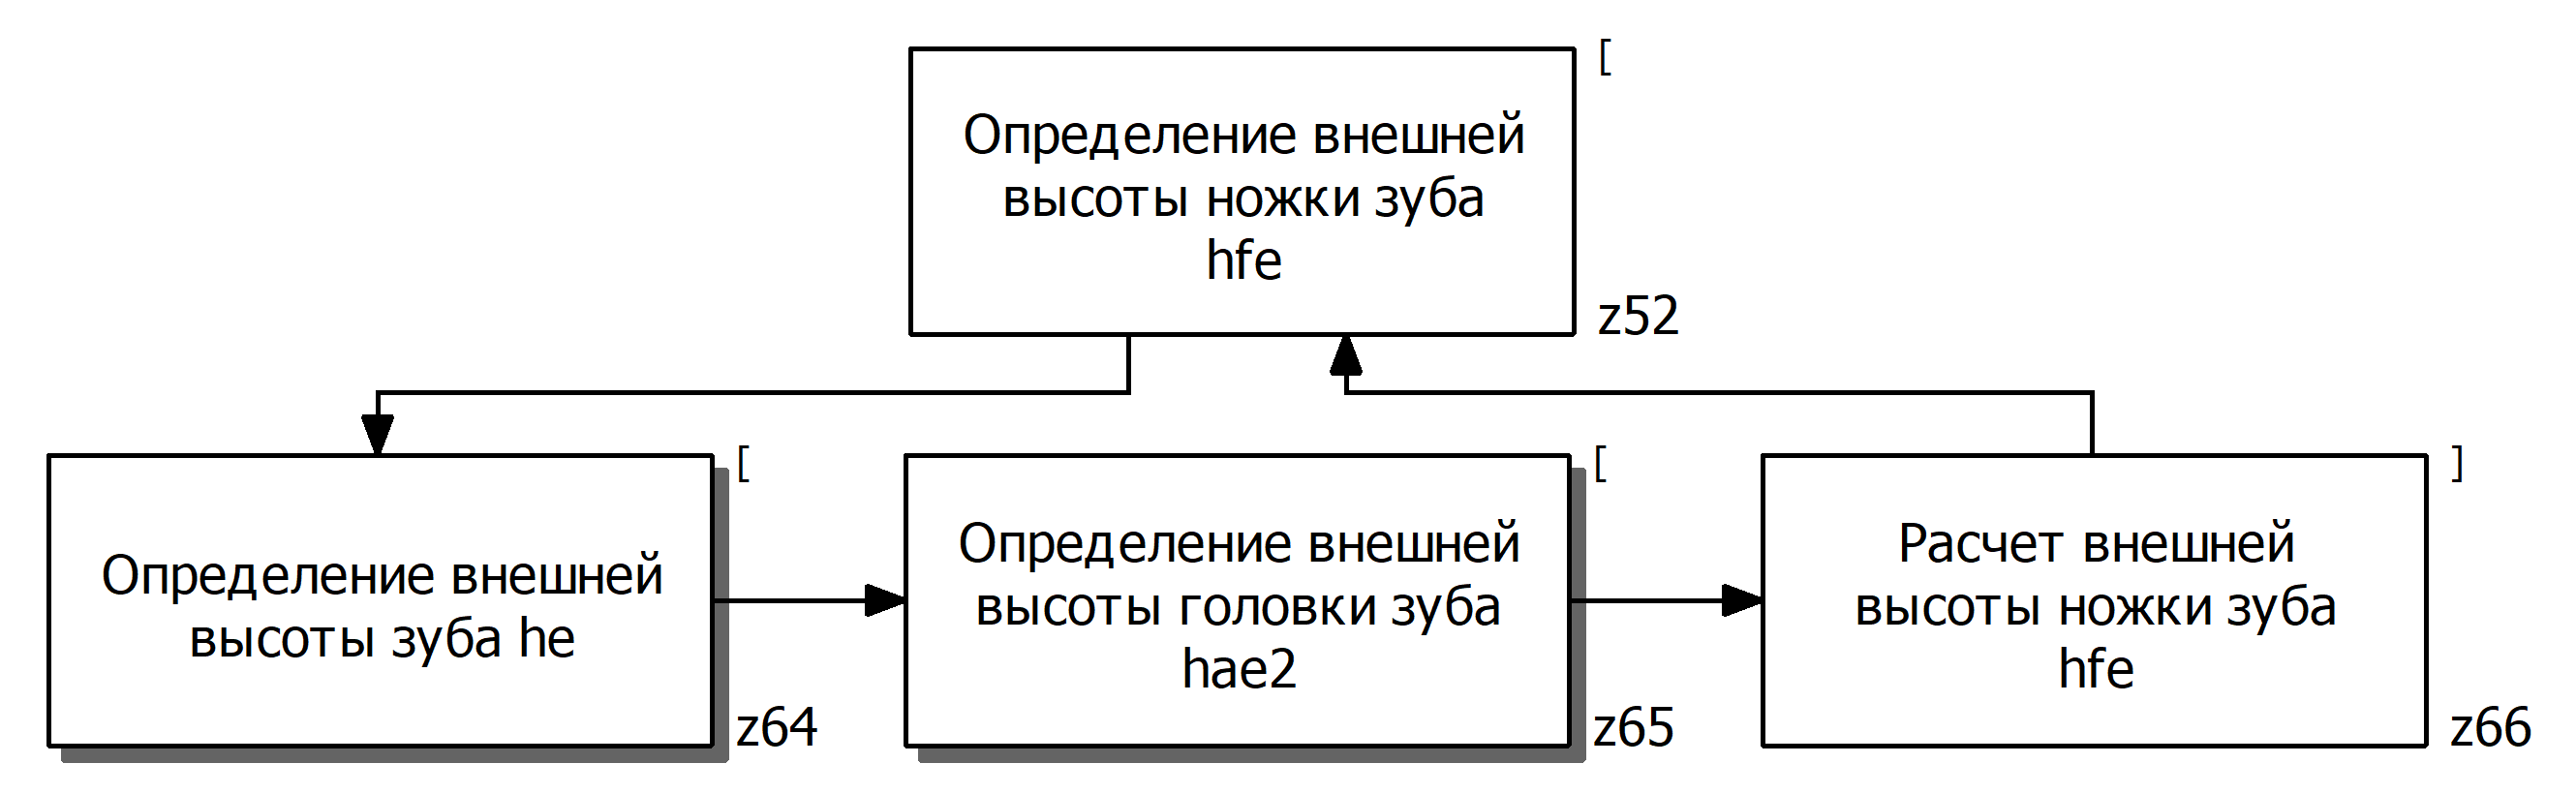 [
Определение внешней
высоты ножки зуба
hfe
z52
[
Определение внешней
высоты зуба he
z64
[
Определение внешней
высоты головки зуба
hae2
z65
]
Расчет внешней
высоты ножки зуба
hfe
z66